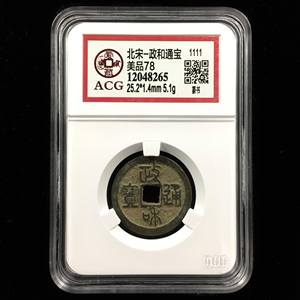 北宋-政和通宝 1111
美品78
12048265
ACG 25.2*1.4mm 5.1g 篆书
政
寶 通
和